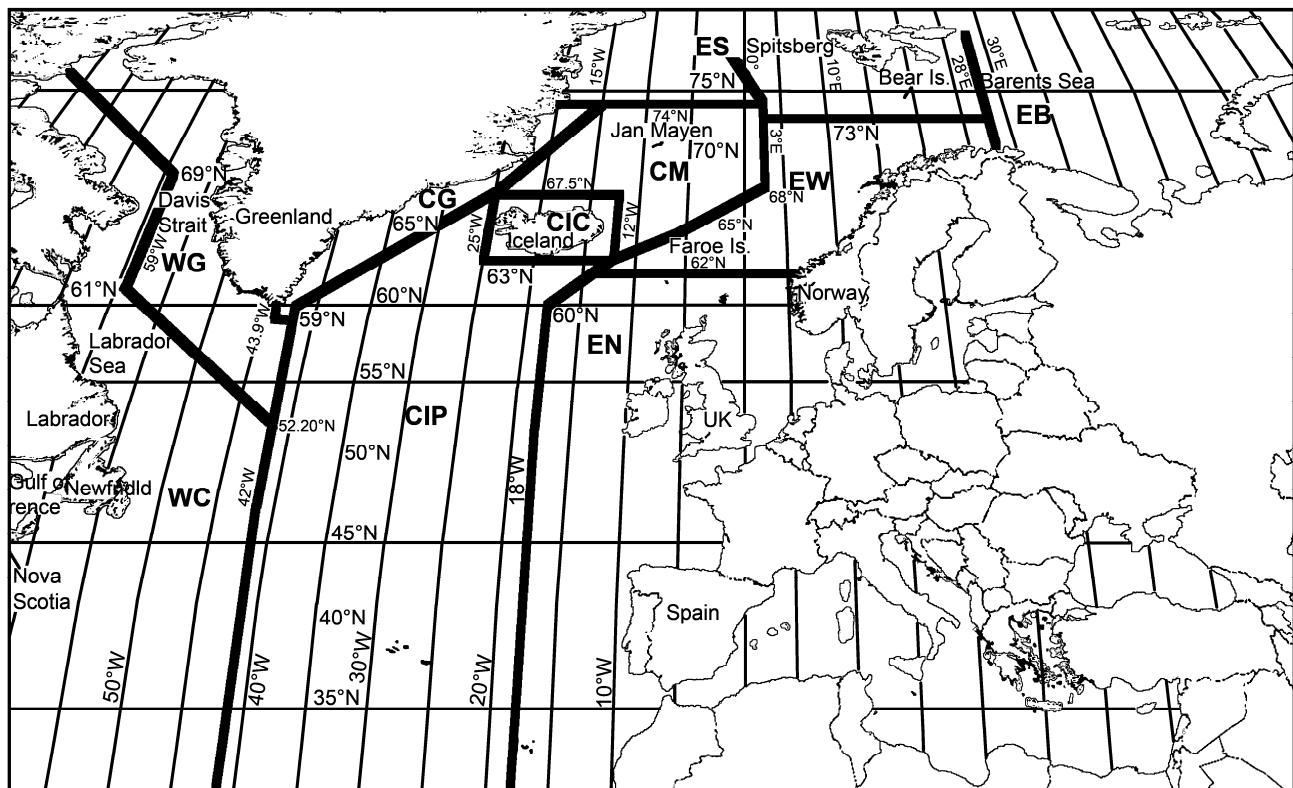 ES
Spitsberg
0°
15°W
75°N
10°E
Bear Is.
28°E
30°E
Barents Sea
EB
74°N
Jan Mayen
70°N
3°E
73°N
CM
EW
69°N
Davis
Strait
59°W
WG
Greenland
CG
65°N
67.5°N
25°W
CIC
Iceland
12°W
68°N
65°N
Faroe Is.
62°N
63°N
61°N
60°N
Norway
43.9°W
59°N
60°N
Labrador
Sea
EN
55°N
Labrador
CIP
52.20°N
UK
50°N
Gulf of
rence
Newfndld
WC
42°W
18°W
45°N
Nova
Scotia
Spain
40°N
50°W
40°W
30°W
20°W
10°W
35°N